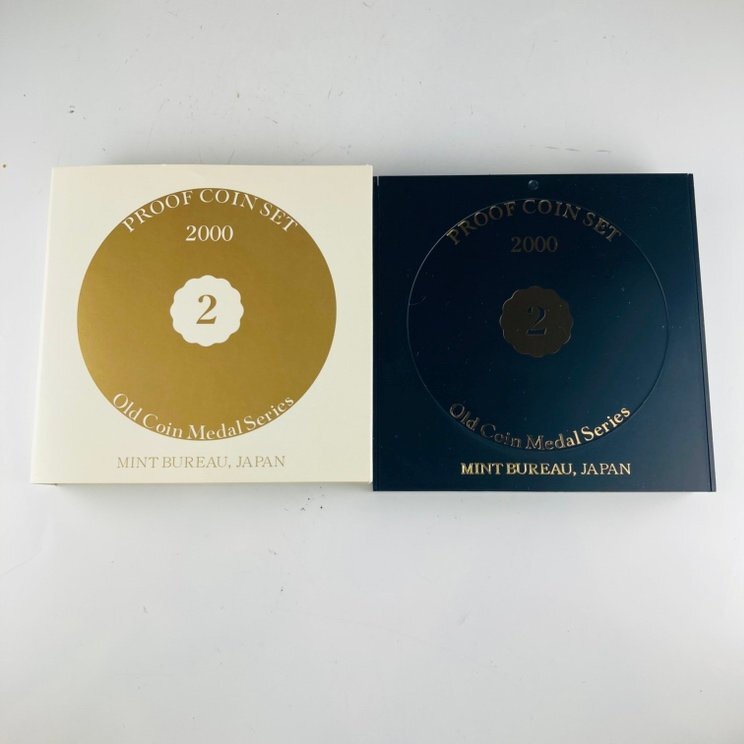 PROOF COIN SET
2000
2
Old Coin Medal Series
MINT BUREAU, JAPAN
PROOF COIN SET
2000
2
Old Coin Medal Series
MINT BUREAU, JAPAN